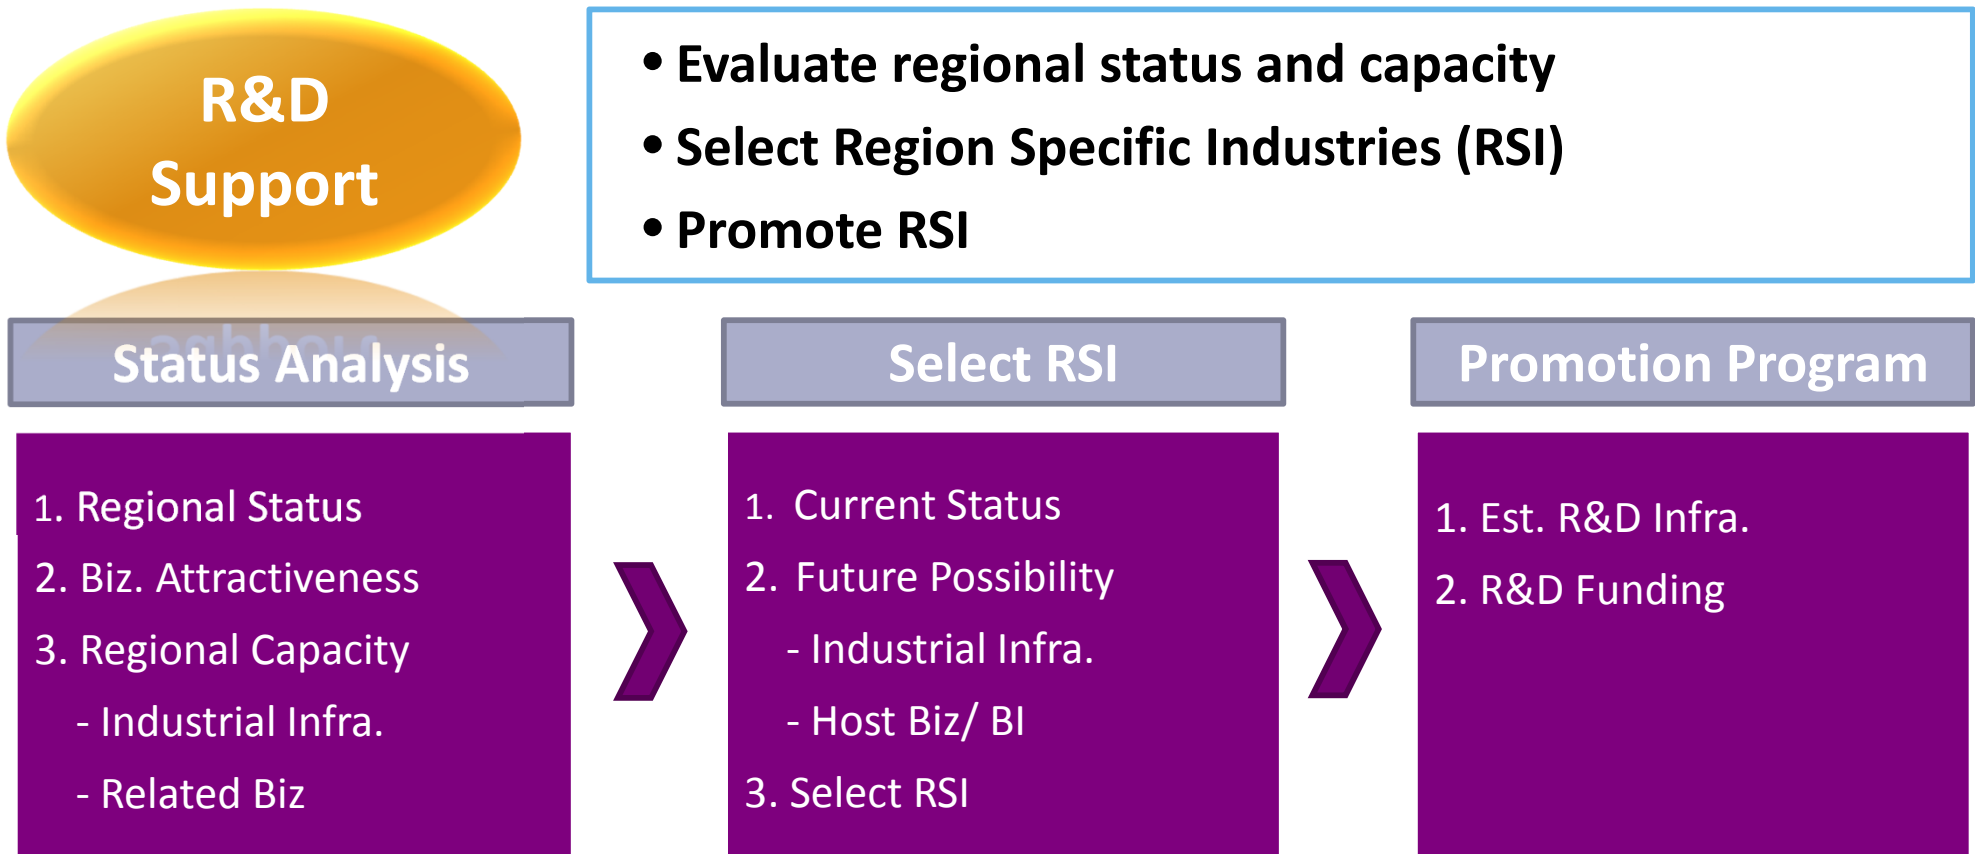 R&D
Support
• Evaluate regional status and capacity
• Select Region Specific Industries (RSI)
• Promote RSI
Status Analysis
1. Regional Status
2. Biz. Attractiveness
3. Regional Capacity
- Industrial Infra.
- Related Biz
Select RSI
1. Current Status
2. Future Possibility
- Industrial Infra.
- Host Biz/ BI
3. Select RSI
Promotion Program
1. Est. R&D Infra.
2. R&D Funding